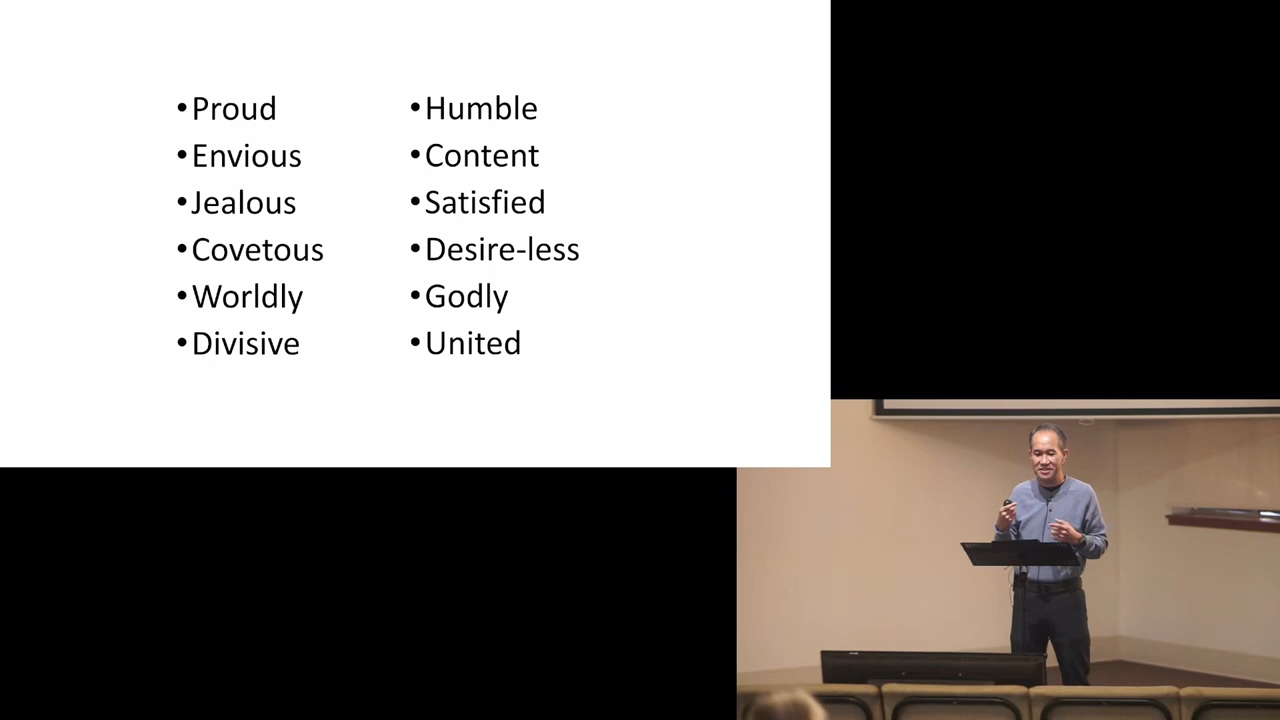 •Proud
•Envious
•Jealous
•Covetous
•Worldly
•Divisive
•Humble
•Content
•Satisfied
•Desire-less
•Godly
•United